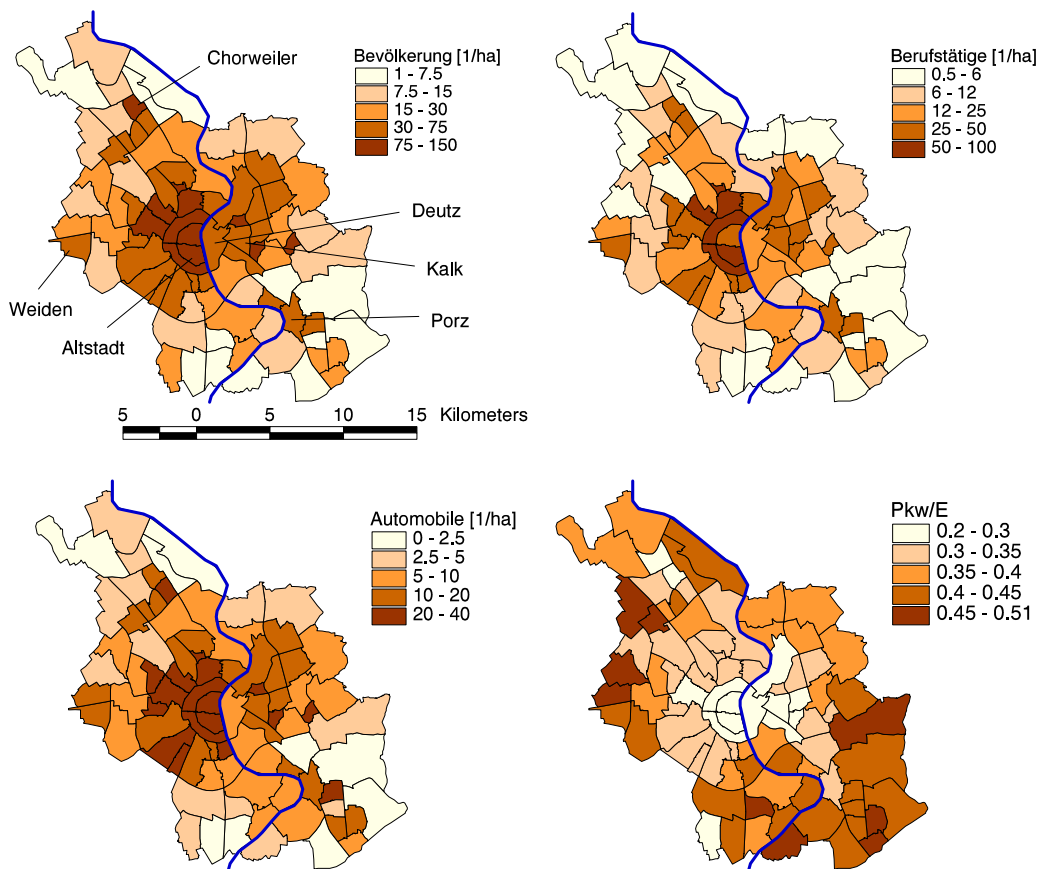 Chorweiler
Bevölkerung [1/ha]
1 - 7.5
7.5 - 15
15 - 30
30 - 75
75 - 150
Deutz
Kalk
Weiden
Altstadt
Porz
5 0 5 10 15 Kilometers
Berufstätige [1/ha]
0.5 - 6
6 - 12
12 - 25
25 - 50
50 - 100
Automobile [1/ha]
0 - 2.5
2.5 - 5
5 - 10
10 - 20
20 - 40
Pkw/E
0.2 - 0.3
0.3 - 0.35
0.35 - 0.4
0.4 - 0.45
0.45 - 0.51